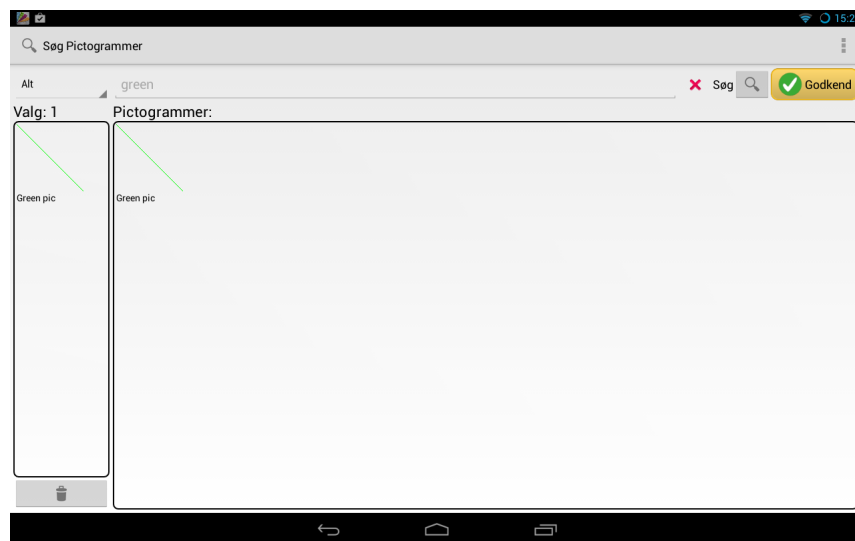 15:2
Søg Pictogrammer
Alt
green
Søg
Godkend
Valg: 1
Pictogrammer:
Green pic
Green pic